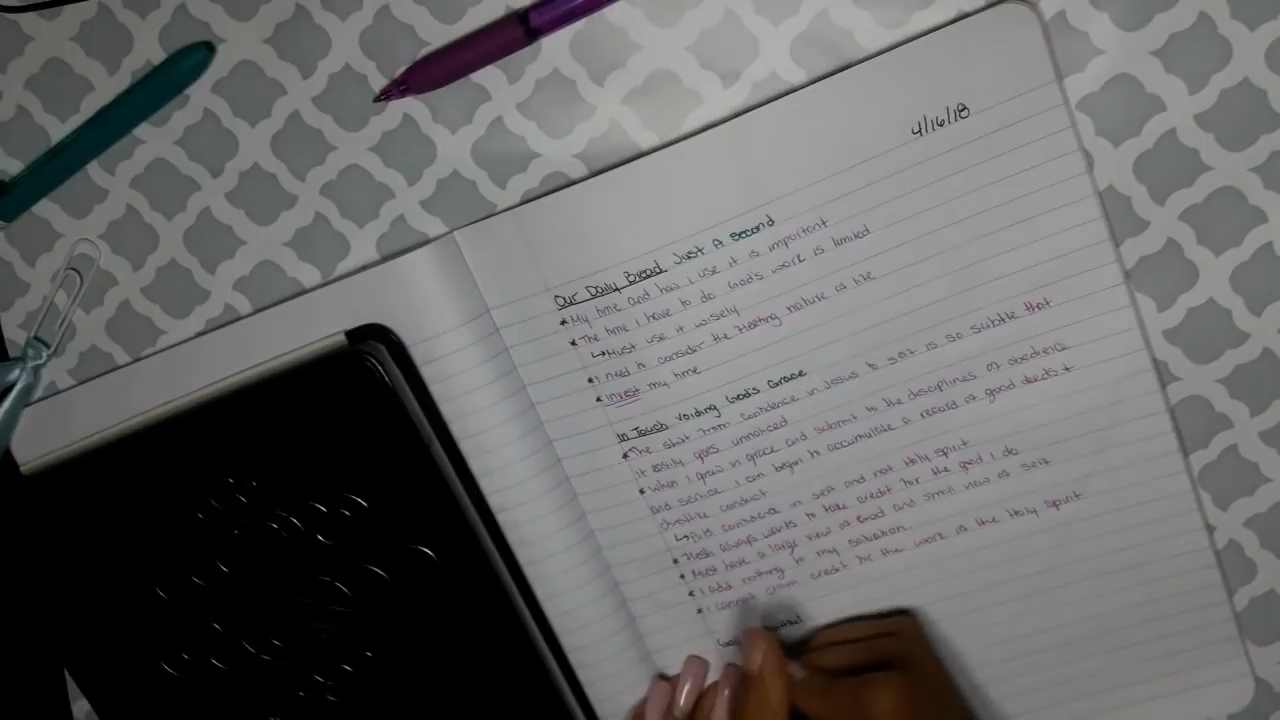 4/16/18
Our Daily Bread Just A Second
*My time and how I use it is important
*The time I have to do God's work is limited
↳Must use it wisely
*I need to consider the fleeting nature of life
*Invest my time
In Touch Voiding God's Grace
*The shift from confidence in Jesus to self is so subtle that
it easily goes unnoticed
*When I grow in grace and submit to the disciplines of obedience
and service I can begin to accumulate a record of good deeds +
christlike conduct
↳Puts confidence in self and not Holy Spirit
*Flesh always wants to take credit for the good I do
*Must have a large view of God and small view of self
*I add nothing to my salvation
*I cannot claim credit for the work of the Holy Spirit